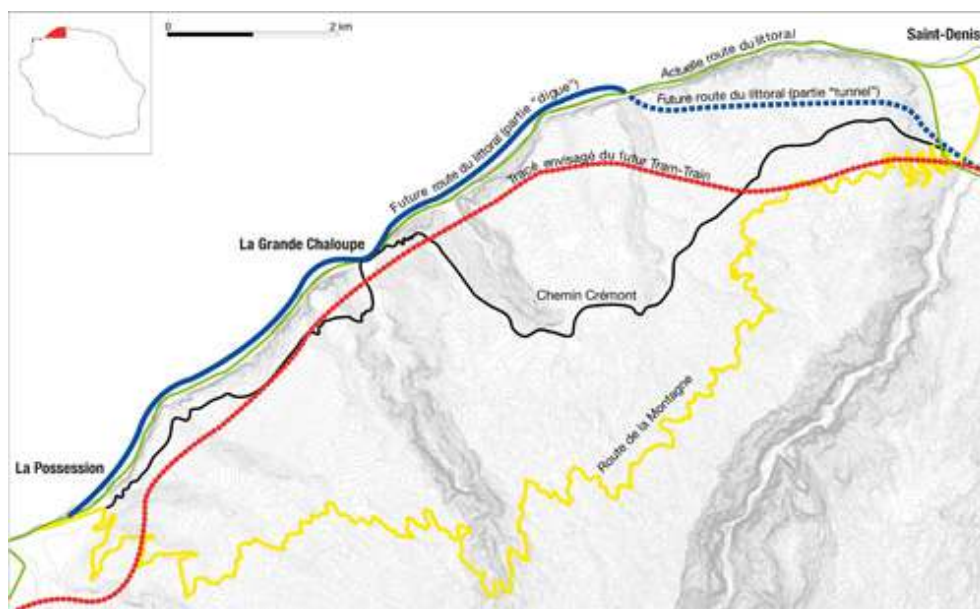 0 2 km
Saint-Denis
Actuelle route du littoral
Future route du littoral (partie "tunnel")
Future route du littoral (partie "digue")
Tracé envisagé du futur Tram-Train
La Grande Chaloupe
Chemin Crémont
Route de la Montagne
La Possession